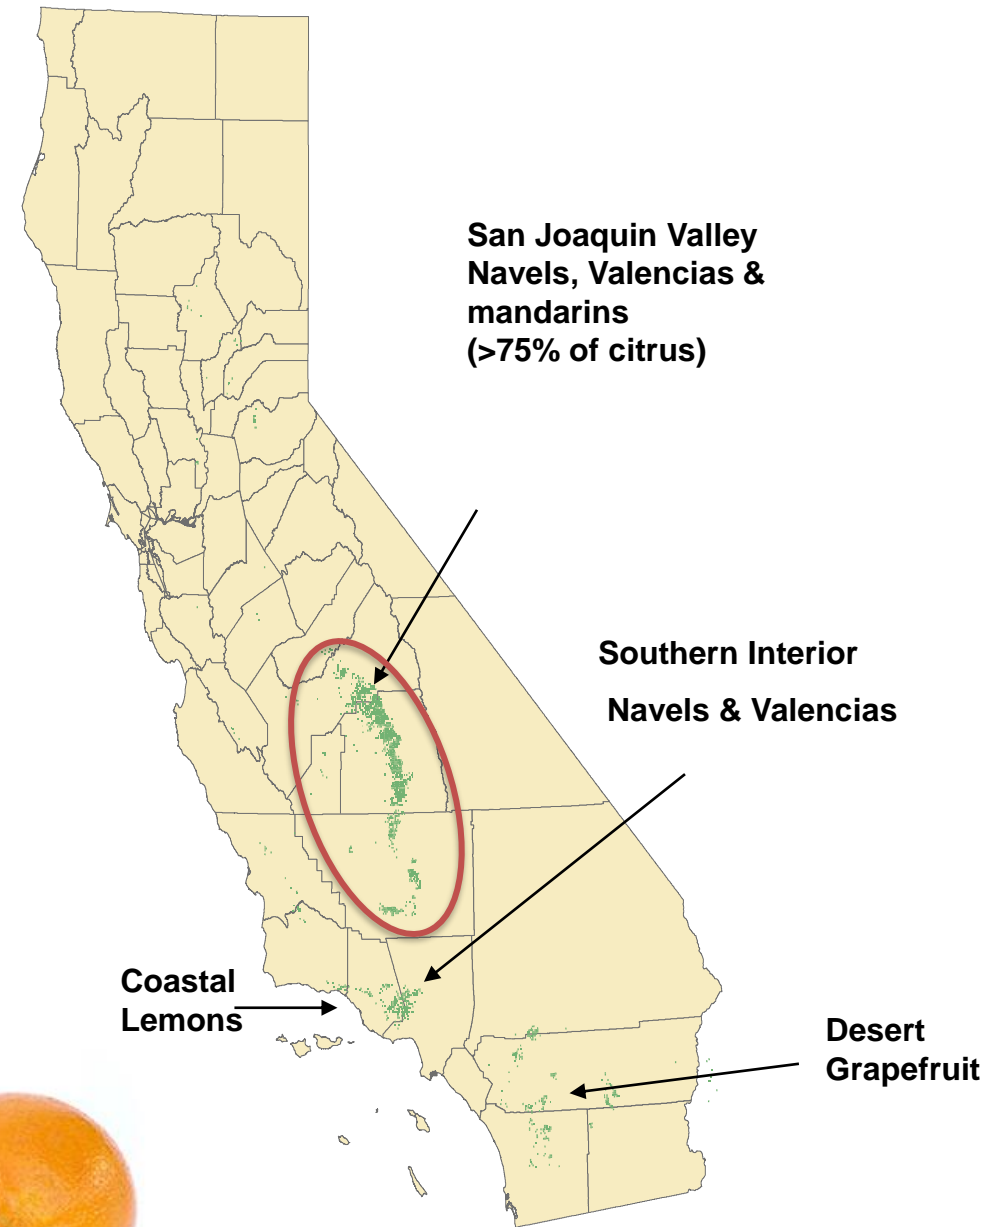 San Joaquin Valley
Navels, Valencias &
mandarins
(>75% of citrus)
Southern Interior
Navels & Valencias
Coastal
Lemons
Desert
Grapefruit